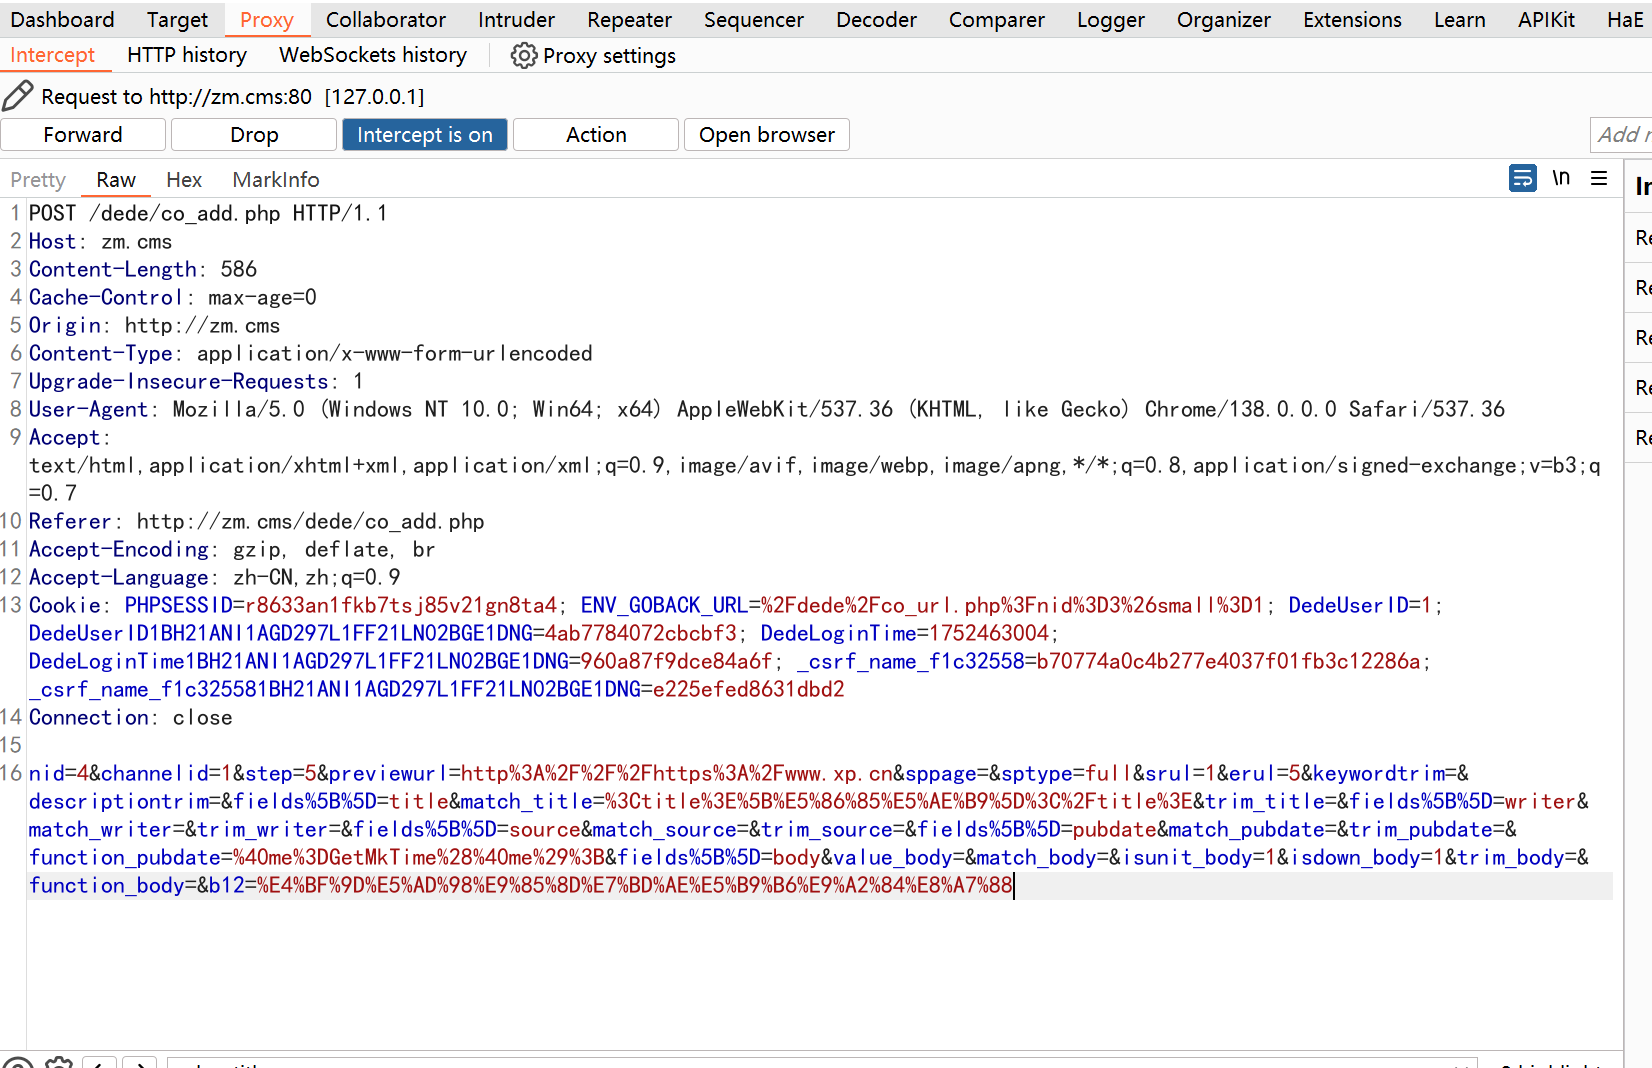 Dashboard Target Proxy Collaborator Intruder Repeater Sequencer Decoder Comparer Logger Organizer Extensions Learn APIKit HaE
Intercept HTTP history WebSockets history Proxy settings
Request to http://zm.cms:80 [127.0.0.1]
Forward Drop Intercept is on Action Open browser Add
Pretty Raw Hex MarkInfo \n
1 POST /dede/co_add.php HTTP/1.1
2 Host: zm.cms
3 Content-Length: 586
4 Cache-Control: max-age=0
5 Origin: http://zm.cms
6 Content-Type: application/x-www-form-urlencoded
7 Upgrade-Insecure-Requests: 1
8 User-Agent: Mozilla/5.0 (Windows NT 10.0; Win64; x64) AppleWebKit/537.36 (KHTML, like Gecko) Chrome/138.0.0.0 Safari/537.36
9 Accept:
text/html,application/xhtml+xml,application/xml;q=0.9,image/avif,image/webp,image/apng,*/*;q=0.8,application/signed-exchange;v=b3;q
=0.7
10 Referer: http://zm.cms/dede/co_add.php
11 Accept-Encoding: gzip, deflate, br
12 Accept-Language: zh-CN,zh;q=0.9
13 Cookie: PHPSESSID=r8633an1fkb7tsj85v21gn8ta4; ENV_GOBACK_URL=%2Fdede%2Fco_url.php%3Fnid%3D3%26small%3D1; DedeUserID=1;
DedeUserID1BH21ANI1AGD297L1FF21LN02BGE1DNG=4ab7784072cbcbf3; DedeLoginTime=1752463004;
DedeLoginTime1BH21ANI1AGD297L1FF21LN02BGE1DNG=960a87f9dce84a6f; _csrf_name_f1c32558=b70774a0c4b277e4037f01fb3c12286a;
_csrf_name_f1c325581BH21ANI1AGD297L1FF21LN02BGE1DNG=e225efed8631dbd2
14 Connection: close
15
16 nid=4&channelid=1&step=5&previewurl=http%3A%2F%2F%2Fhttps%3A%2Fwww.xp.cn&sppage=&sptype=full&srul=1&erul=5&keywordtrim=&
descriptiontrim=&fields%5B%5D=title&match_title=%3Ctitle%3E%5B%E5%86%85%E5%AE%B9%5D%3C%2Ftitle%3E&trim_title=&fields%5B%5D=writer&
match_writer=&trim_writer=&fields%5B%5D=source&match_source=&trim_source=&fields%5B%5D=pubdate&match_pubdate=&trim_pubdate=&
function_pubdate=%40me%3DGetMkTime%28%40me%29%3B&fields%5B%5D=body&value_body=&match_body=&isunit_body=1&isdown_body=1&trim_body=&
function_body=&b12=%E4%BF%9D%E5%AD%98%E9%85%8D%E7%BD%AE%E5%B9%B6%E9%A2%84%E8%A7%88